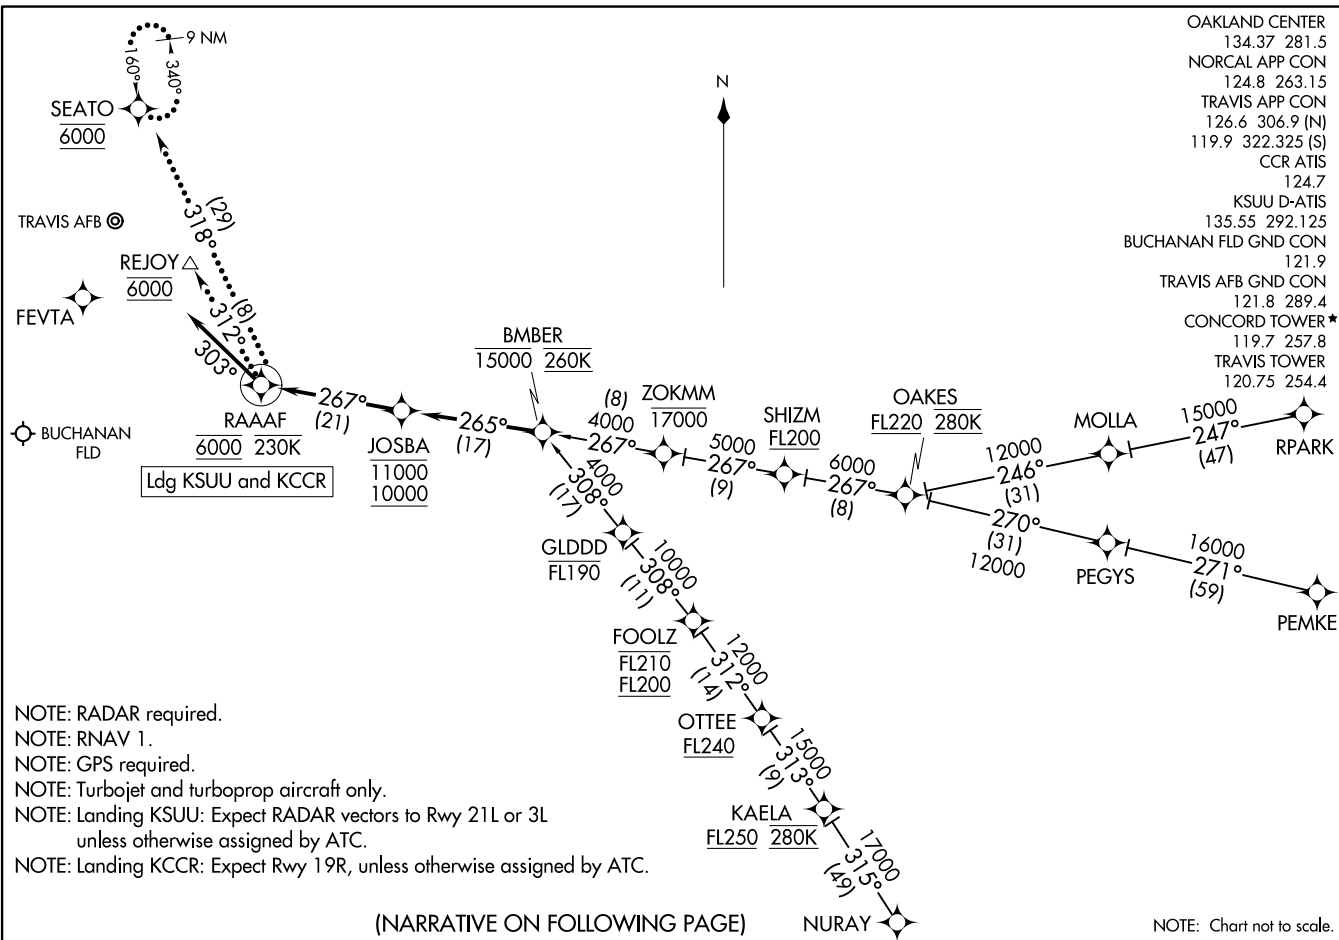 OAKLAND CENTER
134.37 281.5
NORCAL APP CON
124.8 263.15
TRAVIS APP CON
126.6 306.9 (N)
119.9 322.325 (S)
CCR ATIS
124.7
KSUU D-ATIS
135.55 292.125
BUCHANAN FLD GND CON
121.9
TRAVIS AFB GND CON
121.8 289.4
CONCORD TOWER★
119.7 257.8
TRAVIS TOWER
120.75 254.4
9 NM
160°
340°
SEATO
6000
N
(29)
318°
TRAVIS AFB
REJOY
6000
(8)
312°
FEVTA
303°
BUCHANAN
FLD
RAAAF
6000 230K
Ldg KSUU and KCCR
267°
(21)
JOSBA
11000
10000
265°
(17)
BMBER
15000 260K
(8)
4000
267°
ZOKMM
17000
5000
267°
(9)
SHIZM
FL200
6000
267°
(8)
OAKES
FL220 280K
12000
246°
(31)
MOLLA
15000
247°
(47)
RPARK
270°
(31)
12000
PEGYS
16000
271°
(59)
PEMKE
4000
308°
(17)
GLDDD
FL190
10000
308°
(11)
FOOLZ
FL210
FL200
12000
312°
(14)
OTTEE
FL240
15000
313°
(9)
KAELA
FL250 280K
17000
315°
(49)
NURAY
NOTE: RADAR required.
NOTE: RNAV 1.
NOTE: GPS required.
NOTE: Turbojet and turboprop aircraft only.
NOTE: Landing KSUU: Expect RADAR vectors to Rwy 21L or 3L
unless otherwise assigned by ATC.
NOTE: Landing KCCR: Expect Rwy 19R, unless otherwise assigned by ATC.
(NARRATIVE ON FOLLOWING PAGE)
NOTE: Chart not to scale.